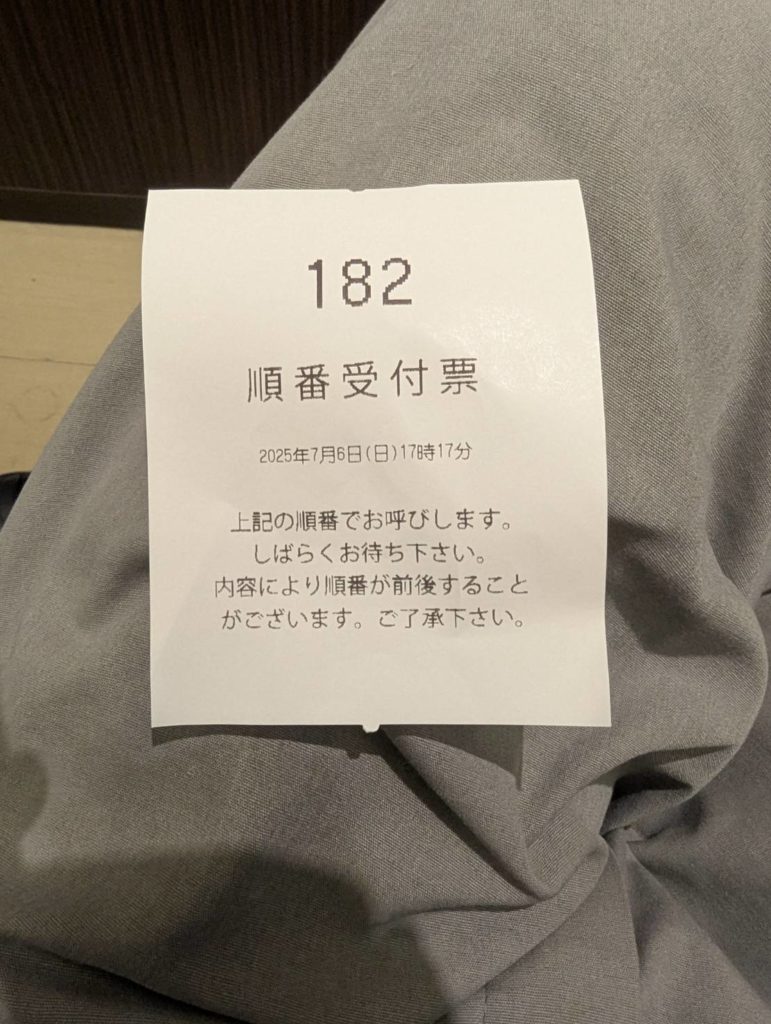 182
順番受付票
2025年7月6日(日)17時17分
上記の順番でお呼びします。
しばらくお待ち下さい。
内容により順番が前後すること
がございます。ご了承下さい。